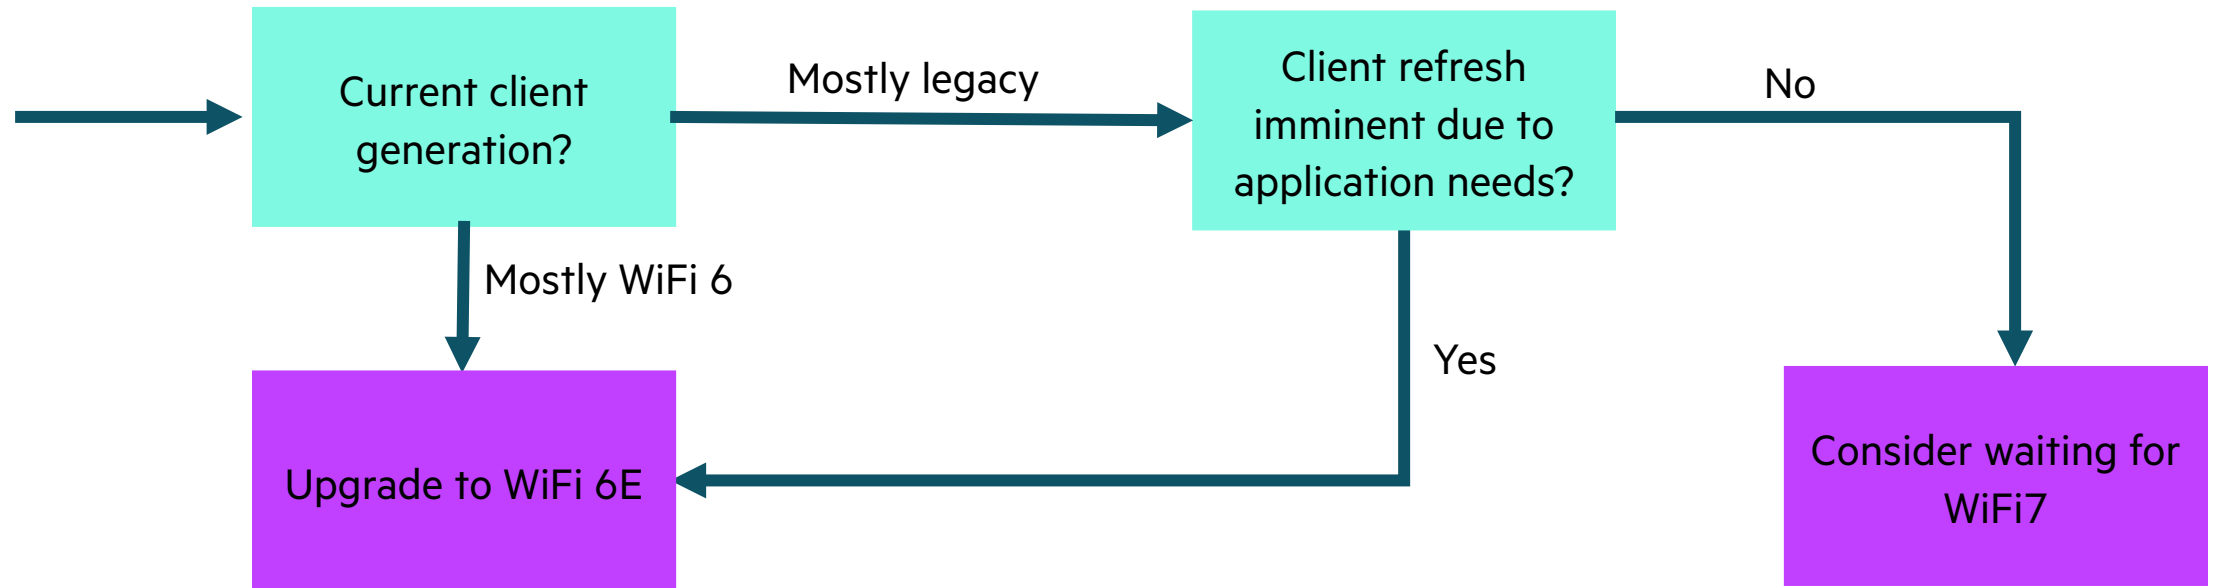 Current client
generation?
Mostly legacy
Client refresh
imminent due to
application needs?
No
Mostly WiFi 6
Yes
Upgrade to WiFi 6E
Consider waiting for
WiFi7